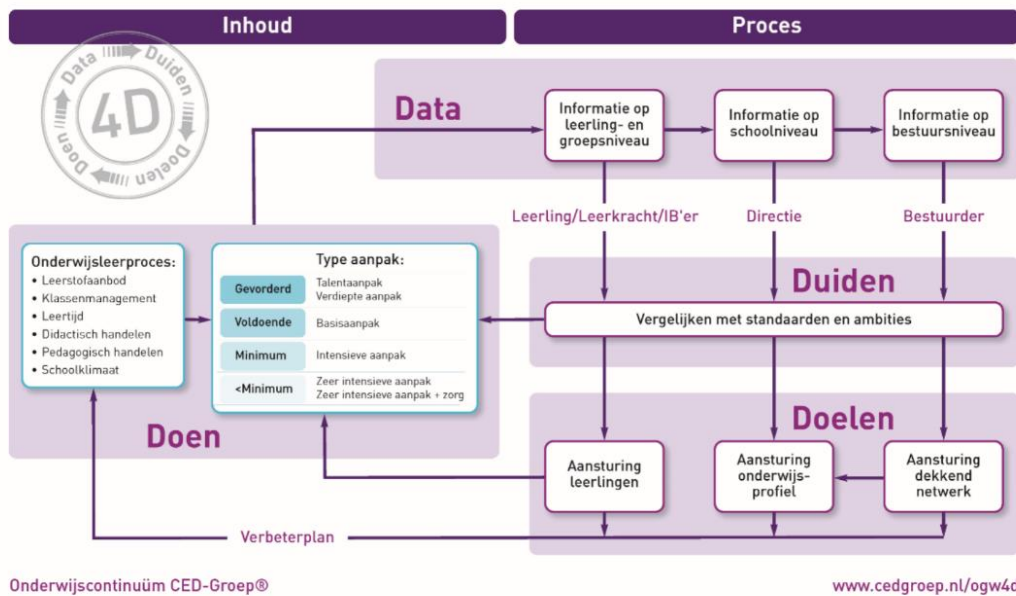 Inhoud
Proces
Data
Duiden
Doelen
Doen
4D
Data
Informatie op
leerling- en
groepsniveau
Informatie op
schoolniveau
Informatie op
bestuursniveau
Leerling/Leerkracht/IB'er
Directie
Bestuurder
Duiden
Vergelijken met standaarden en ambities
Onderwijsleerproces:
• Leerstofaanbod
• Klassenmanagement
• Leertijd
• Didactisch handelen
• Pedagogisch handelen
• Schoolklimaat
Type aanpak:
Gevorderd
Talentaanpak
Verdiepte aanpak
Voldoende
Basisaanpak
Minimum
Intensieve aanpak
<Minimum
Zeer intensieve aanpak
Zeer intensieve aanpak + zorg
Doen
Doelen
Aansturing
leerlingen
Aansturing
onderwijs-
profiel
Aansturing
dekkend
netwerk
Verbeterplan
Onderwijscontinuüm CED-Groep®
www.cedgroep.nl/ogw4d